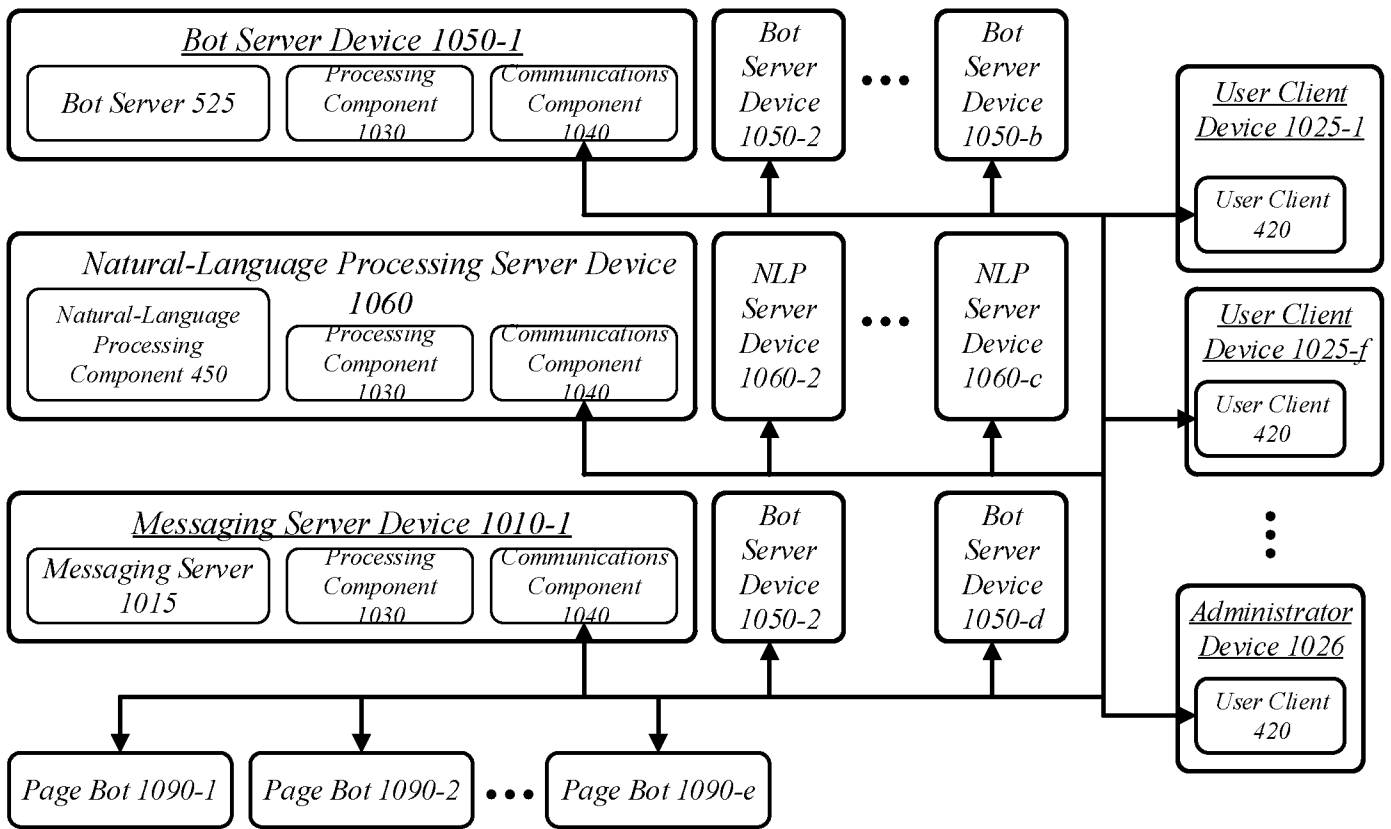 Bot Server Device 1050-1
Bot Server 525
Processing
Component
1030
Communications
Component
1040
Bot
Server
Device
1050-2
Bot
Server
Device
1050-b
User Client
Device 1025-1
User Client
420
Natural-Language Processing Server Device
1060
Natural-Language
Processing
Component 450
Processing
Component
1030
Communications
Component
1040
NLP
Server
Device
1060-2
NLP
Server
Device
1060-c
User Client
Device 1025-f
User Client
420
Messaging Server Device 1010-1
Messaging Server
1015
Processing
Component
1030
Communications
Component
1040
Bot
Server
Device
1050-2
Bot
Server
Device
1050-d
Administrator
Device 1026
User Client
420
Page Bot 1090-1
Page Bot 1090-2
Page Bot 1090-e